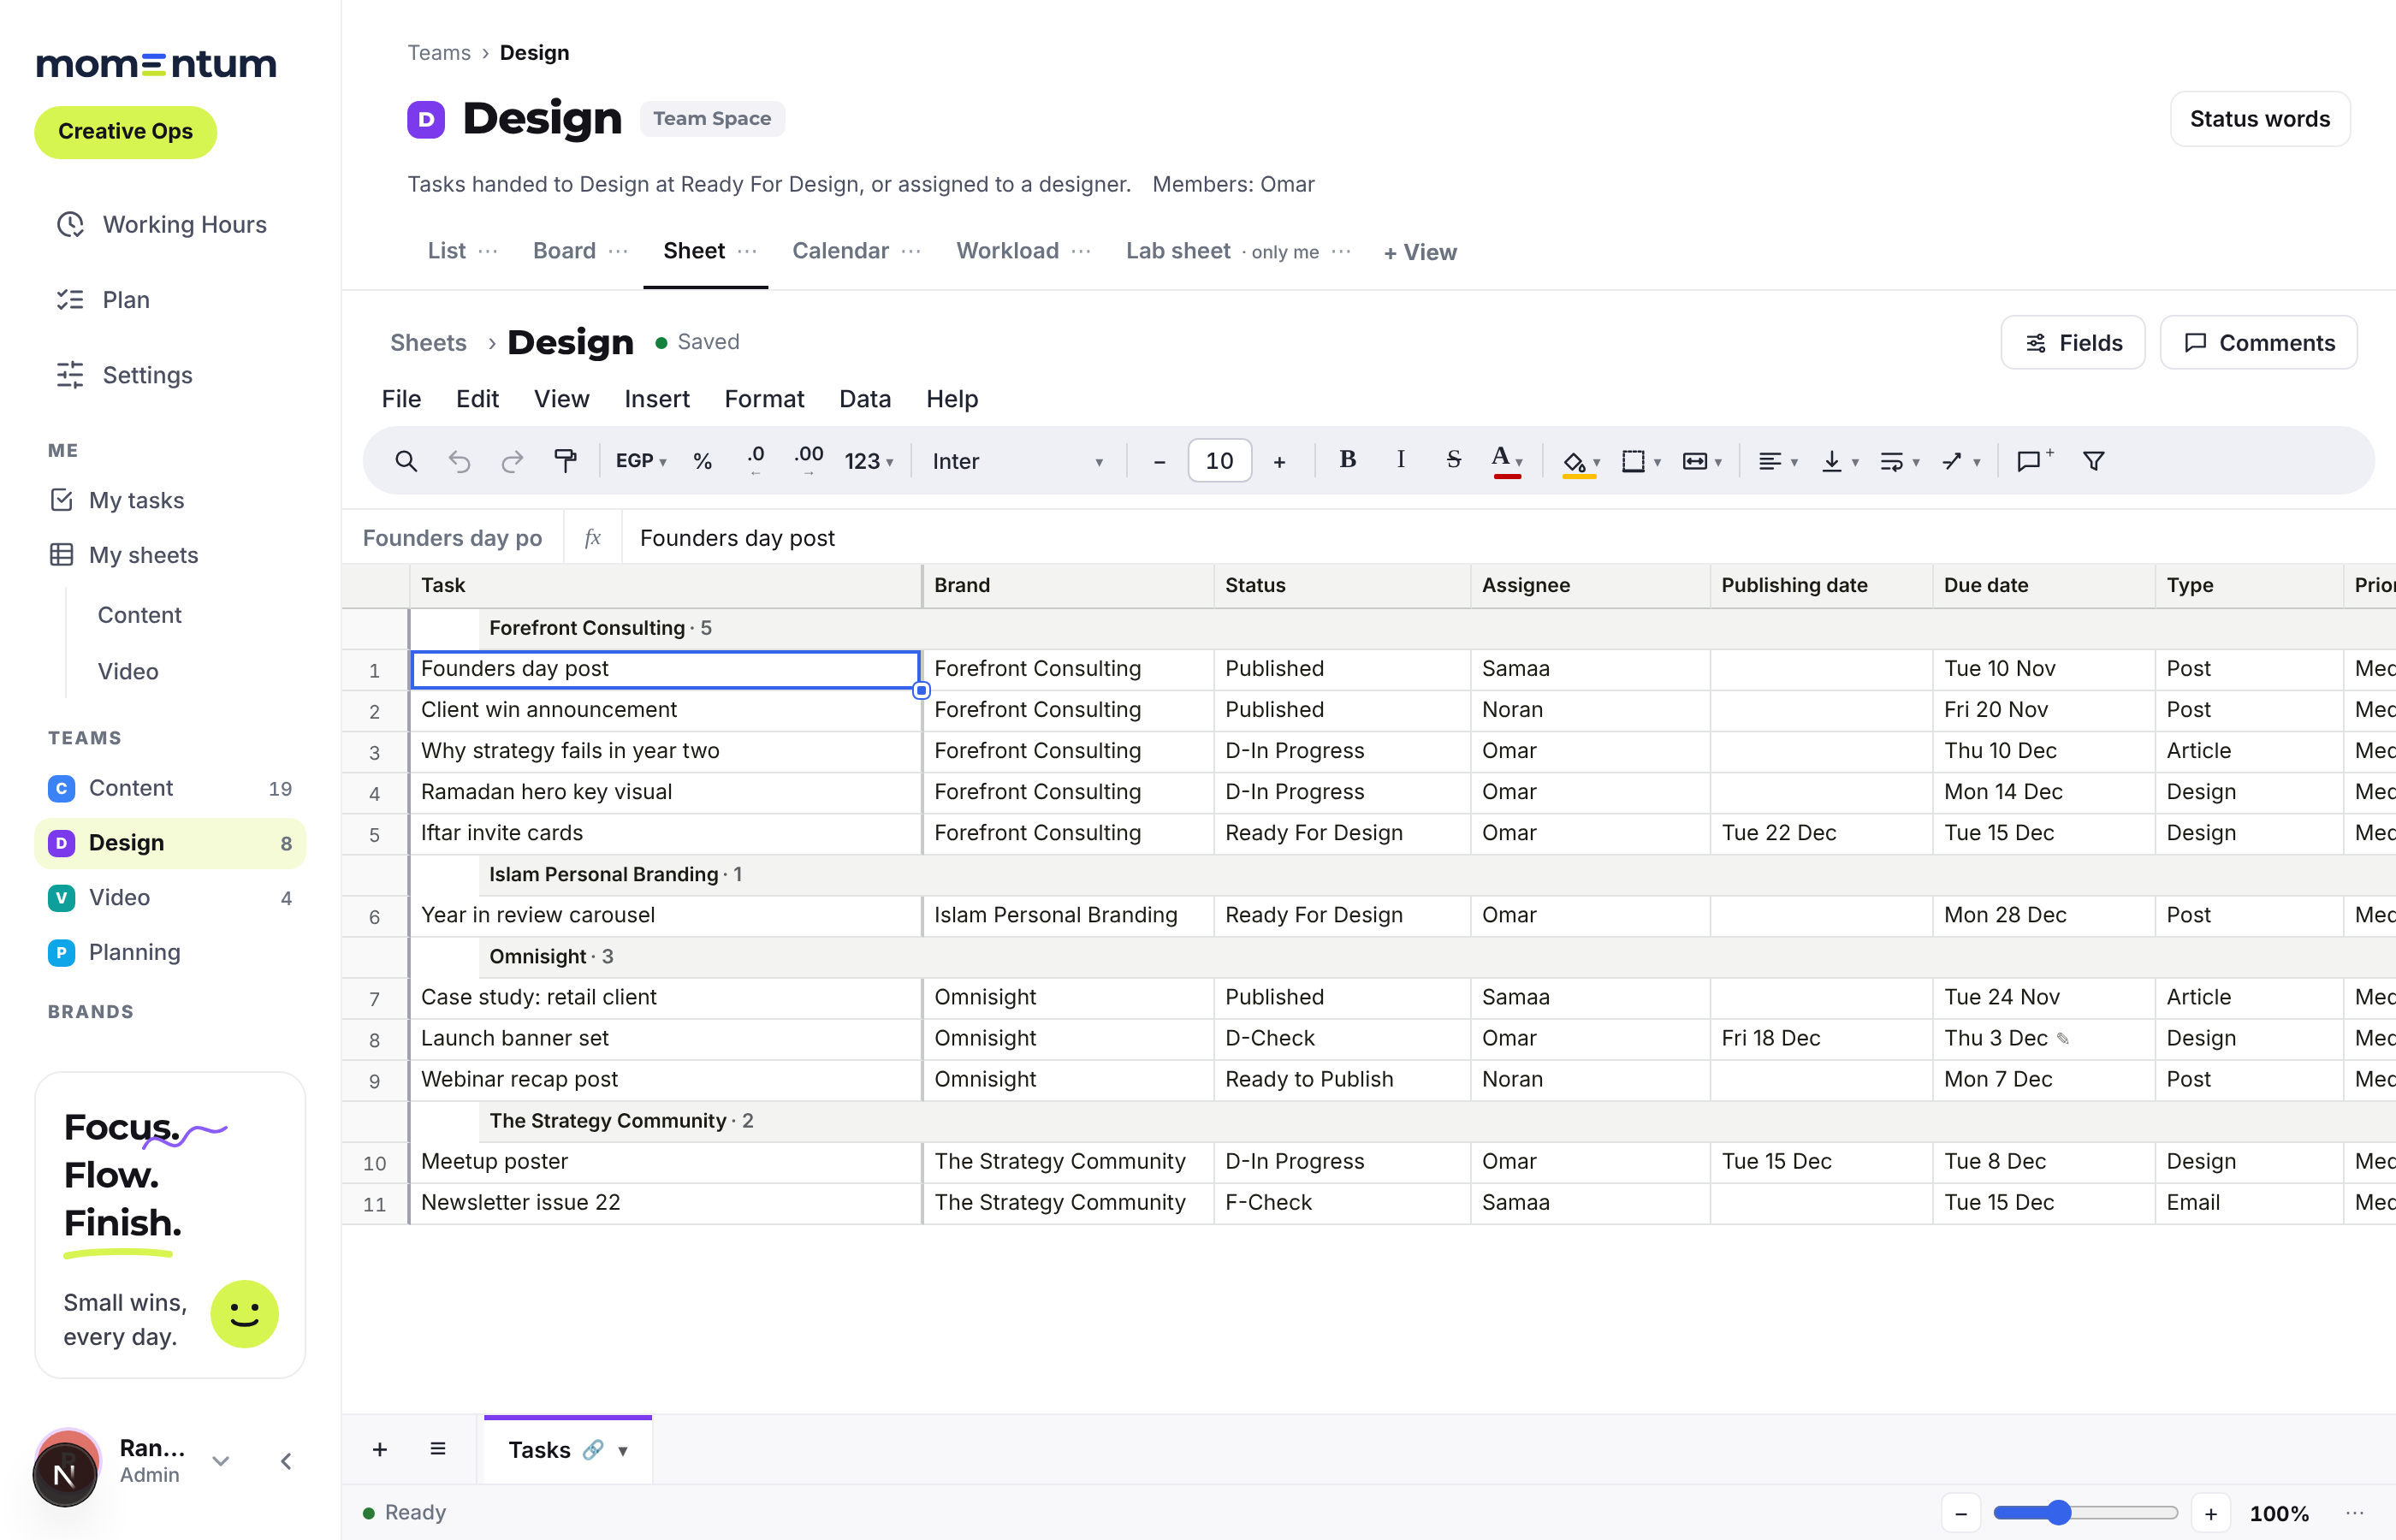 momentum
Creative Ops
Working Hours
Plan
Settings
ME
My tasks
My sheets
Content
Video
TEAMS
C Content 19
D Design 8
V Video 4
P Planning
BRANDS
Focus.
Flow.
Finish.
Small wins,
every day.
N
Ran...
Admin
Teams › Design
D Design Team Space
Status words
Tasks handed to Design at Ready For Design, or assigned to a designer. Members: Omar
List ··· Board ··· Sheet ··· Calendar ··· Workload ··· Lab sheet · only me ··· + View
Sheets › Design Saved
Fields Comments
File Edit View Insert Format Data Help
EGP % .0 .00 123 Inter − 10 + B I S A
Founders day po fx Founders day post
Task Brand Status Assignee Publishing date Due date Type Prior
Forefront Consulting · 5
1 Founders day post Forefront Consulting Published Samaa Tue 10 Nov Post Med
2 Client win announcement Forefront Consulting Published Noran Fri 20 Nov Post Med
3 Why strategy fails in year two Forefront Consulting D-In Progress Omar Thu 10 Dec Article Med
4 Ramadan hero key visual Forefront Consulting D-In Progress Omar Mon 14 Dec Design Med
5 Iftar invite cards Forefront Consulting Ready For Design Omar Tue 22 Dec Tue 15 Dec Design Med
Islam Personal Branding · 1
6 Year in review carousel Islam Personal Branding Ready For Design Omar Mon 28 Dec Post Med
Omnisight · 3
7 Case study: retail client Omnisight Published Samaa Tue 24 Nov Article Med
8 Launch banner set Omnisight D-Check Omar Fri 18 Dec Thu 3 Dec ✎ Design Med
9 Webinar recap post Omnisight Ready to Publish Noran Mon 7 Dec Post Med
The Strategy Community · 2
10 Meetup poster The Strategy Community D-In Progress Omar Tue 15 Dec Tue 8 Dec Design Med
11 Newsletter issue 22 The Strategy Community F-Check Samaa Tue 15 Dec Email Med
+ ≡ Tasks 🔗 ▾
Ready
− + 100% ···